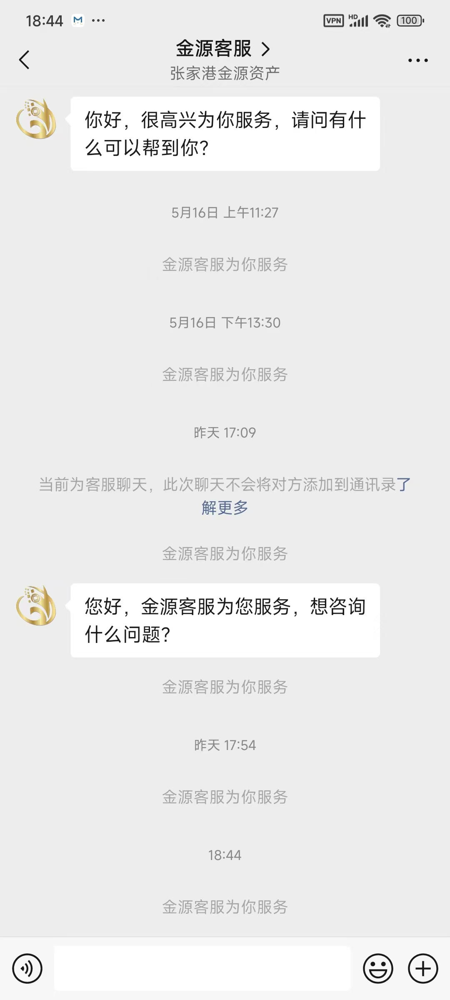 18:44
VPN HD 100
金源客服
张家港金源资产
你好，很高兴为你服务，请问有什
么可以帮到你？
5月16日 上午11:27
金源客服为你服务
5月16日 下午13:30
金源客服为你服务
昨天 17:09
当前为客服聊天，此次聊天不会将对方添加到通讯录了
解更多
金源客服为你服务
您好，金源客服为您服务，想咨询
什么问题？
金源客服为你服务
昨天 17:54
金源客服为你服务
18:44
金源客服为你服务